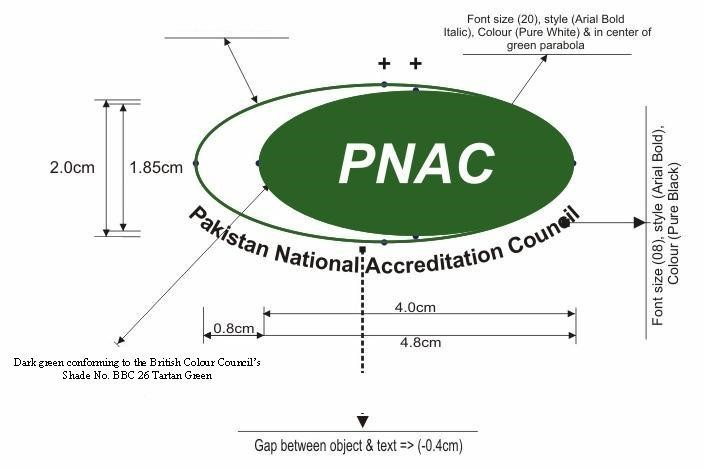 Font size (20), style (Arial Bold
Italic), Colour (Pure White) & in center of
green parabola
+ +
PNAC
2.0cm
1.85cm
Pakistan National Accreditation Council
Font size (08), style (Arial Bold),
Colour (Pure Black)
4.0cm
0.8cm
4.8cm
Dark green conforming to the British Colour Council's
Shade No. BBC 26 Tartan Green
Gap between object & text => (-0.4cm)